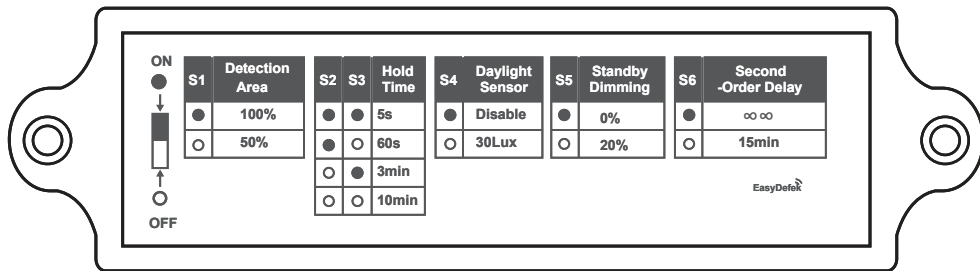 ON
OFF
S1 Detection Area
● 100%
○ 50%
S2 S3 Hold Time
● ● 5s
● ○ 60s
○ ● 3min
○ ○ 10min
S4 Daylight Sensor
● Disable
○ 30Lux
S5 Standby Dimming
● 0%
○ 20%
S6 Second -Order Delay
● ∞∞
○ 15min
EasyDefek